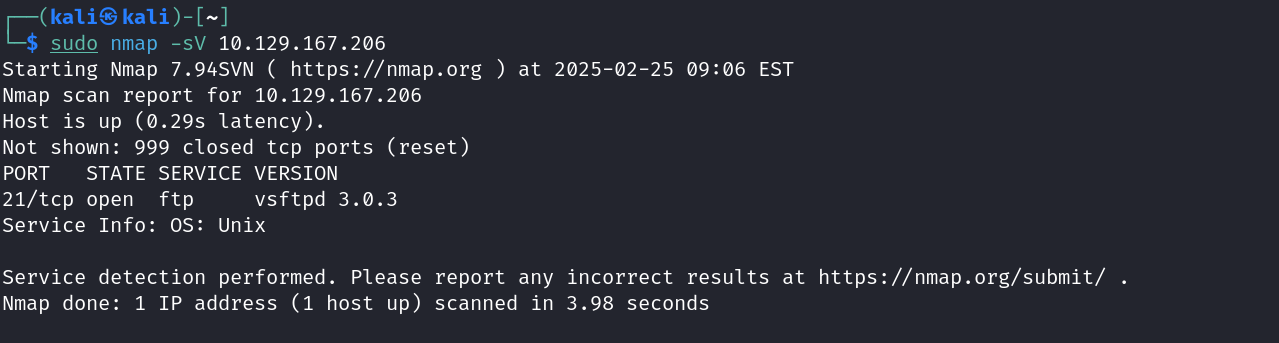 ┌──(kali㉿kali)-[~]
└─$ sudo nmap -sV 10.129.167.206
Starting Nmap 7.94SVN ( https://nmap.org ) at 2025-02-25 09:06 EST
Nmap scan report for 10.129.167.206
Host is up (0.29s latency).
Not shown: 999 closed tcp ports (reset)
PORT   STATE SERVICE VERSION
21/tcp open  ftp     vsftpd 3.0.3
Service Info: OS: Unix

Service detection performed. Please report any incorrect results at https://nmap.org/submit/ .
Nmap done: 1 IP address (1 host up) scanned in 3.98 seconds